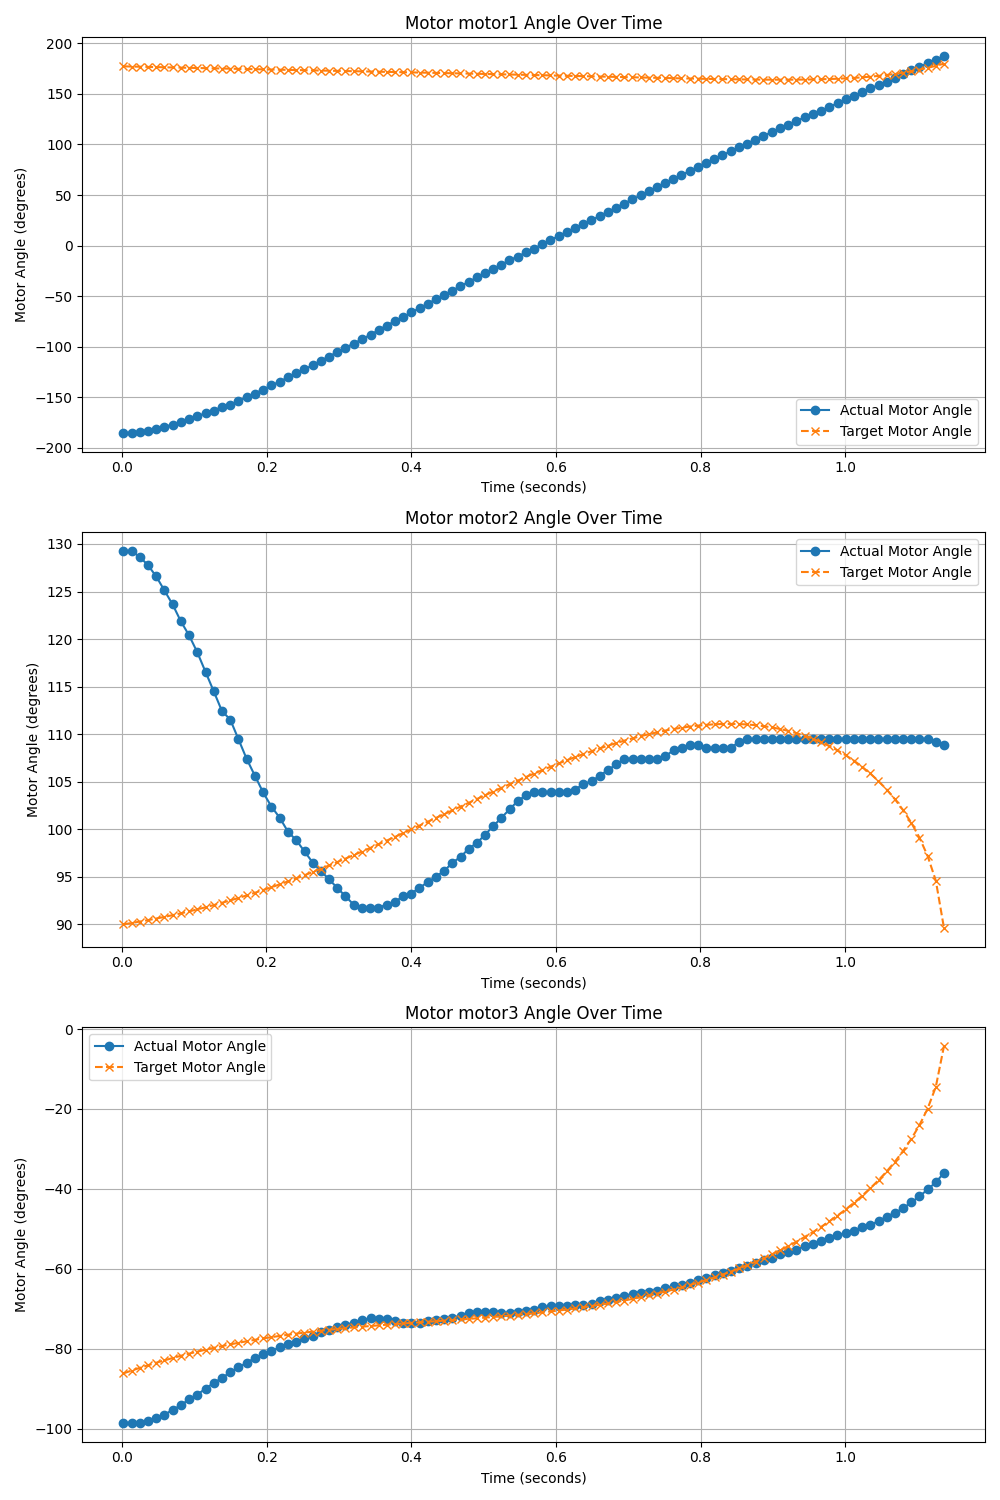 Motor motor1 Angle Over Time
200
150
100
50
0
−50
−100
−150
−200
Motor Angle (degrees)
Actual Motor Angle
Target Motor Angle
0.0 0.2 0.4 0.6 0.8 1.0
Time (seconds)
Motor motor2 Angle Over Time
130
125
120
115
110
105
100
95
90
Motor Angle (degrees)
Actual Motor Angle
Target Motor Angle
0.0 0.2 0.4 0.6 0.8 1.0
Time (seconds)
Motor motor3 Angle Over Time
0
−20
−40
−60
−80
−100
Motor Angle (degrees)
Actual Motor Angle
Target Motor Angle
0.0 0.2 0.4 0.6 0.8 1.0
Time (seconds)